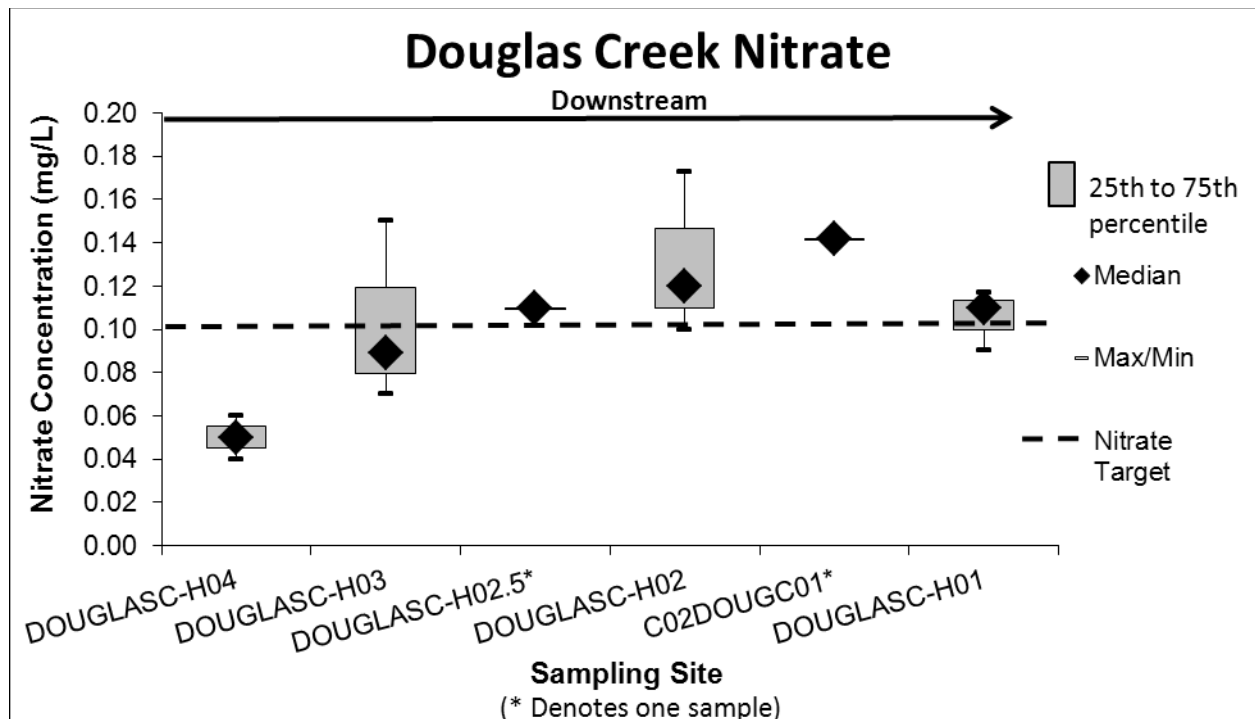 Douglas Creek Nitrate
Downstream
Nitrate Concentration (mg/L)
0.20
0.18
0.16
0.14
0.12
0.10
0.08
0.06
0.04
0.02
0.00
DOUGLASC-H04
DOUGLASC-H03
DOUGLASC-H02.5*
DOUGLASC-H02
C02DOUGC01*
DOUGLASC-H01
Sampling Site
(* Denotes one sample)
25th to 75th
percentile
Median
Max/Min
Nitrate
Target